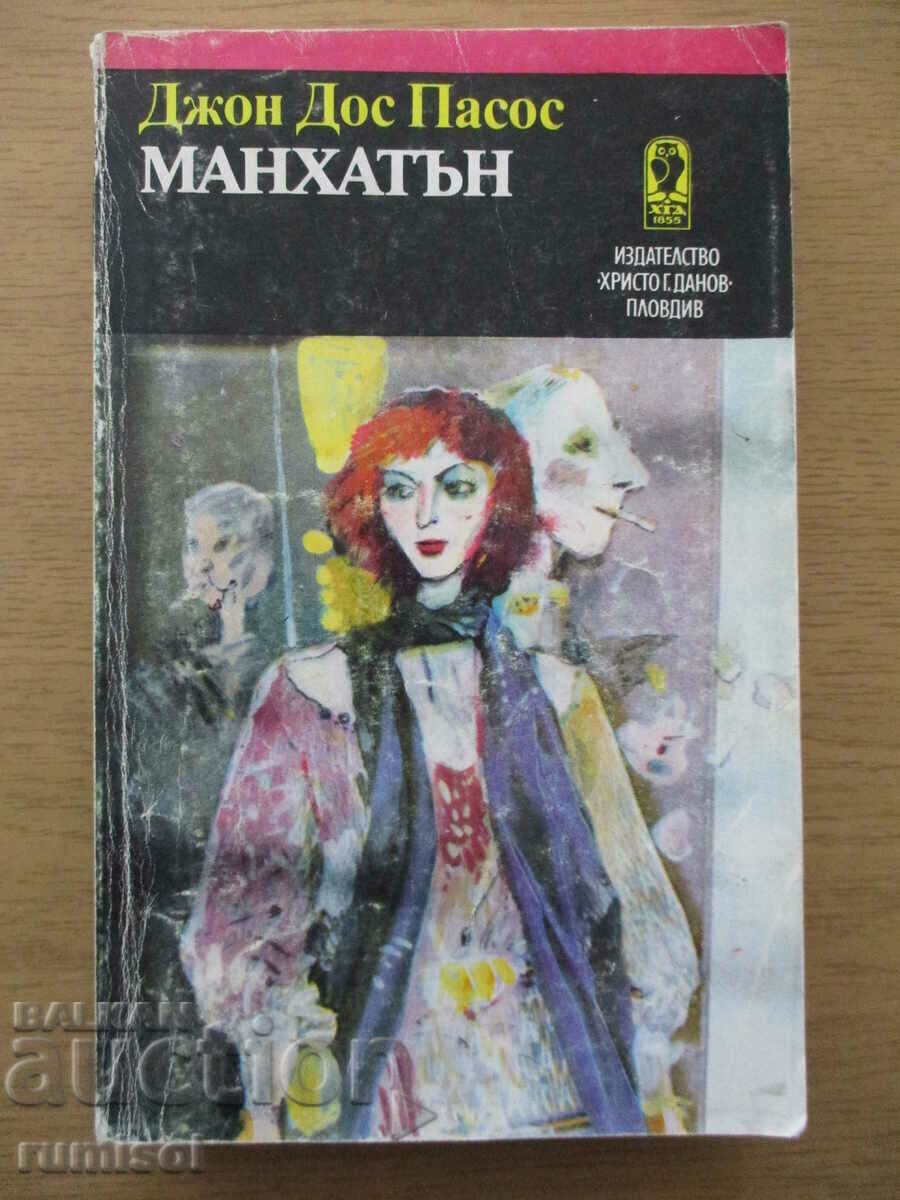 Джон Дос Пасос
МАНХАТЪН
ХГД
1855
ИЗДАТЕЛСТВО
·ХРИСТО Г. ДАНОВ·
ПЛОВДИВ
BALKAN
auction
rumisol